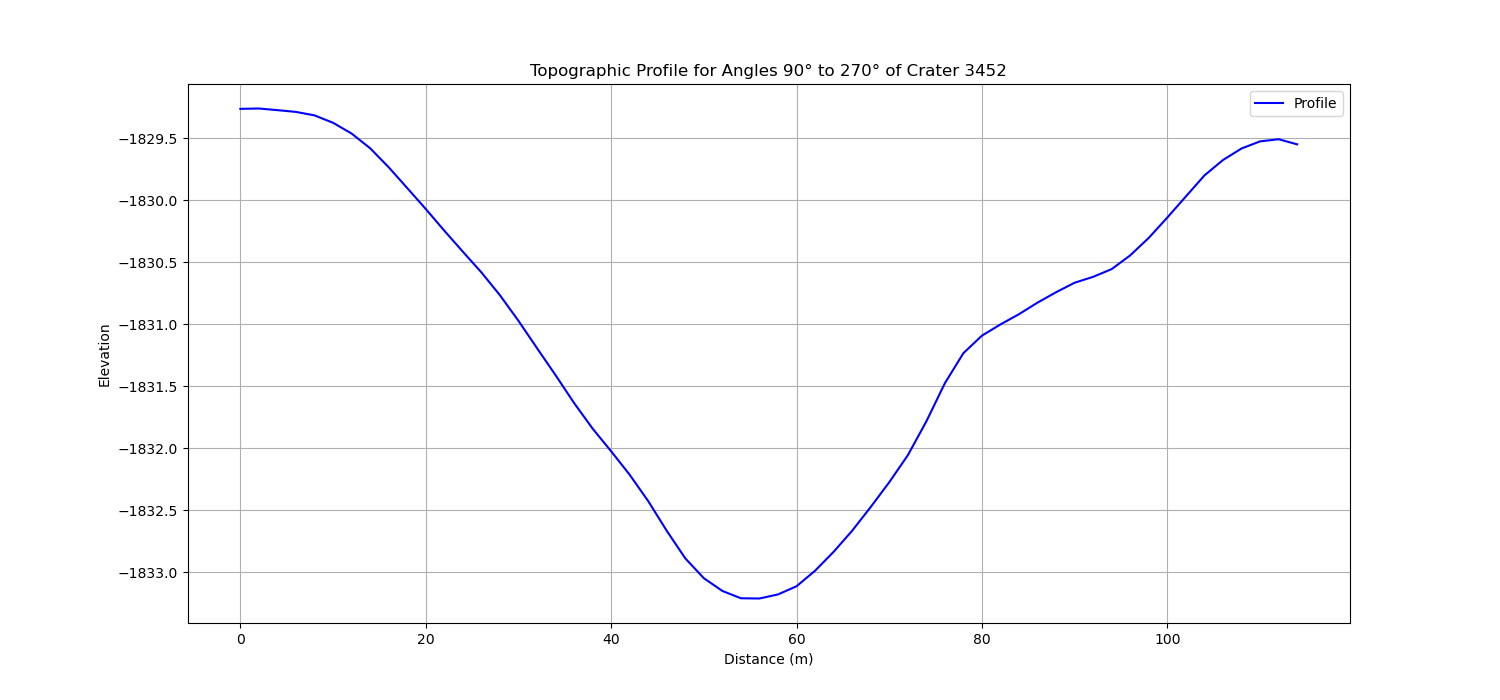 Topographic Profile for Angles 90° to 270° of Crater 3452
Profile
−1829.5
−1830.0
−1830.5
−1831.0
−1831.5
−1832.0
−1832.5
−1833.0
Elevation
0 20 40 60 80 100
Distance (m)